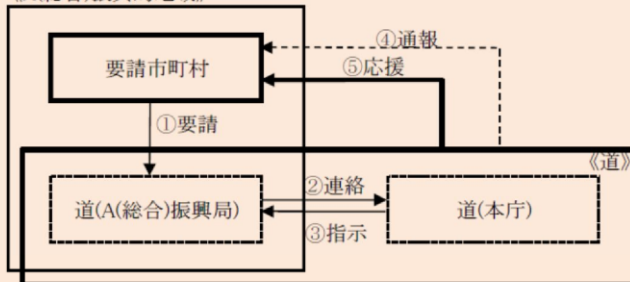 ④通報
要請市町村
⑤応援
①要請
《道》
道(A(総合)振興局)
②連絡
③指示
道(本庁)